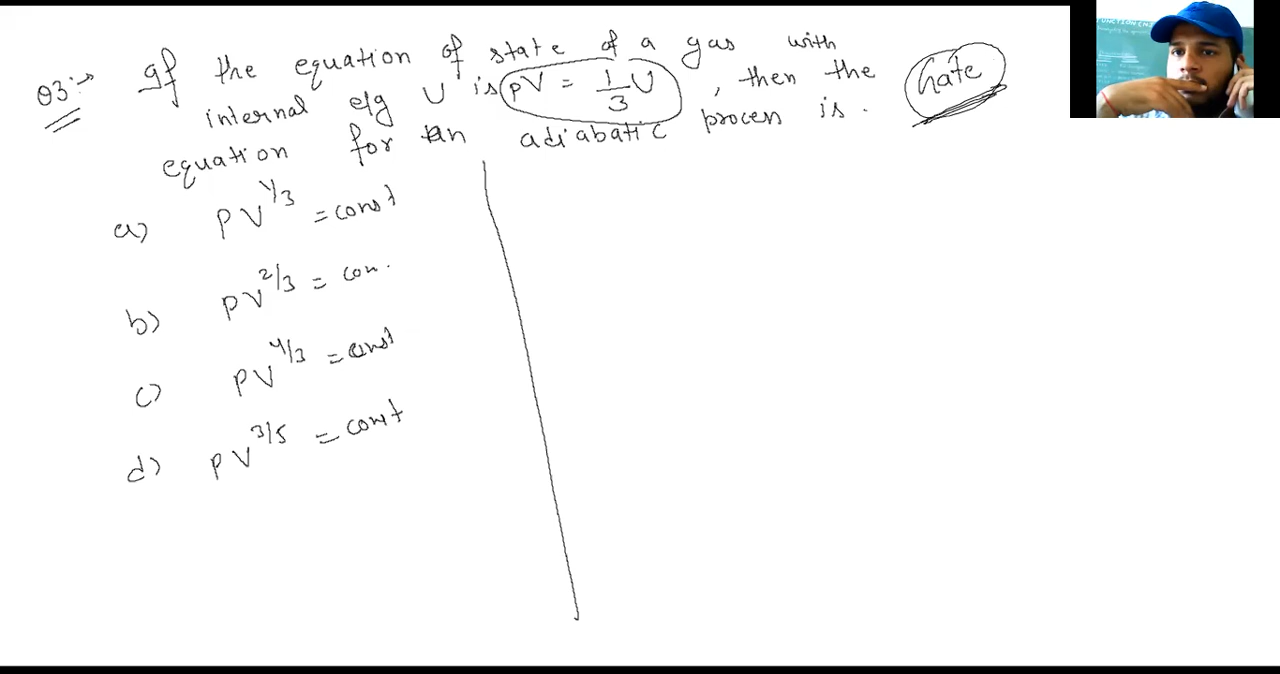 Q3:→ If the equation of state of a gas with
internal e/g U is pV = 1/3 U, then the
equation for an adiabatic process is.
Gate
a) PV^1/3 = const
b) PV^2/3 = con.
c) PV^4/3 = const
d) PV^3/5 = const